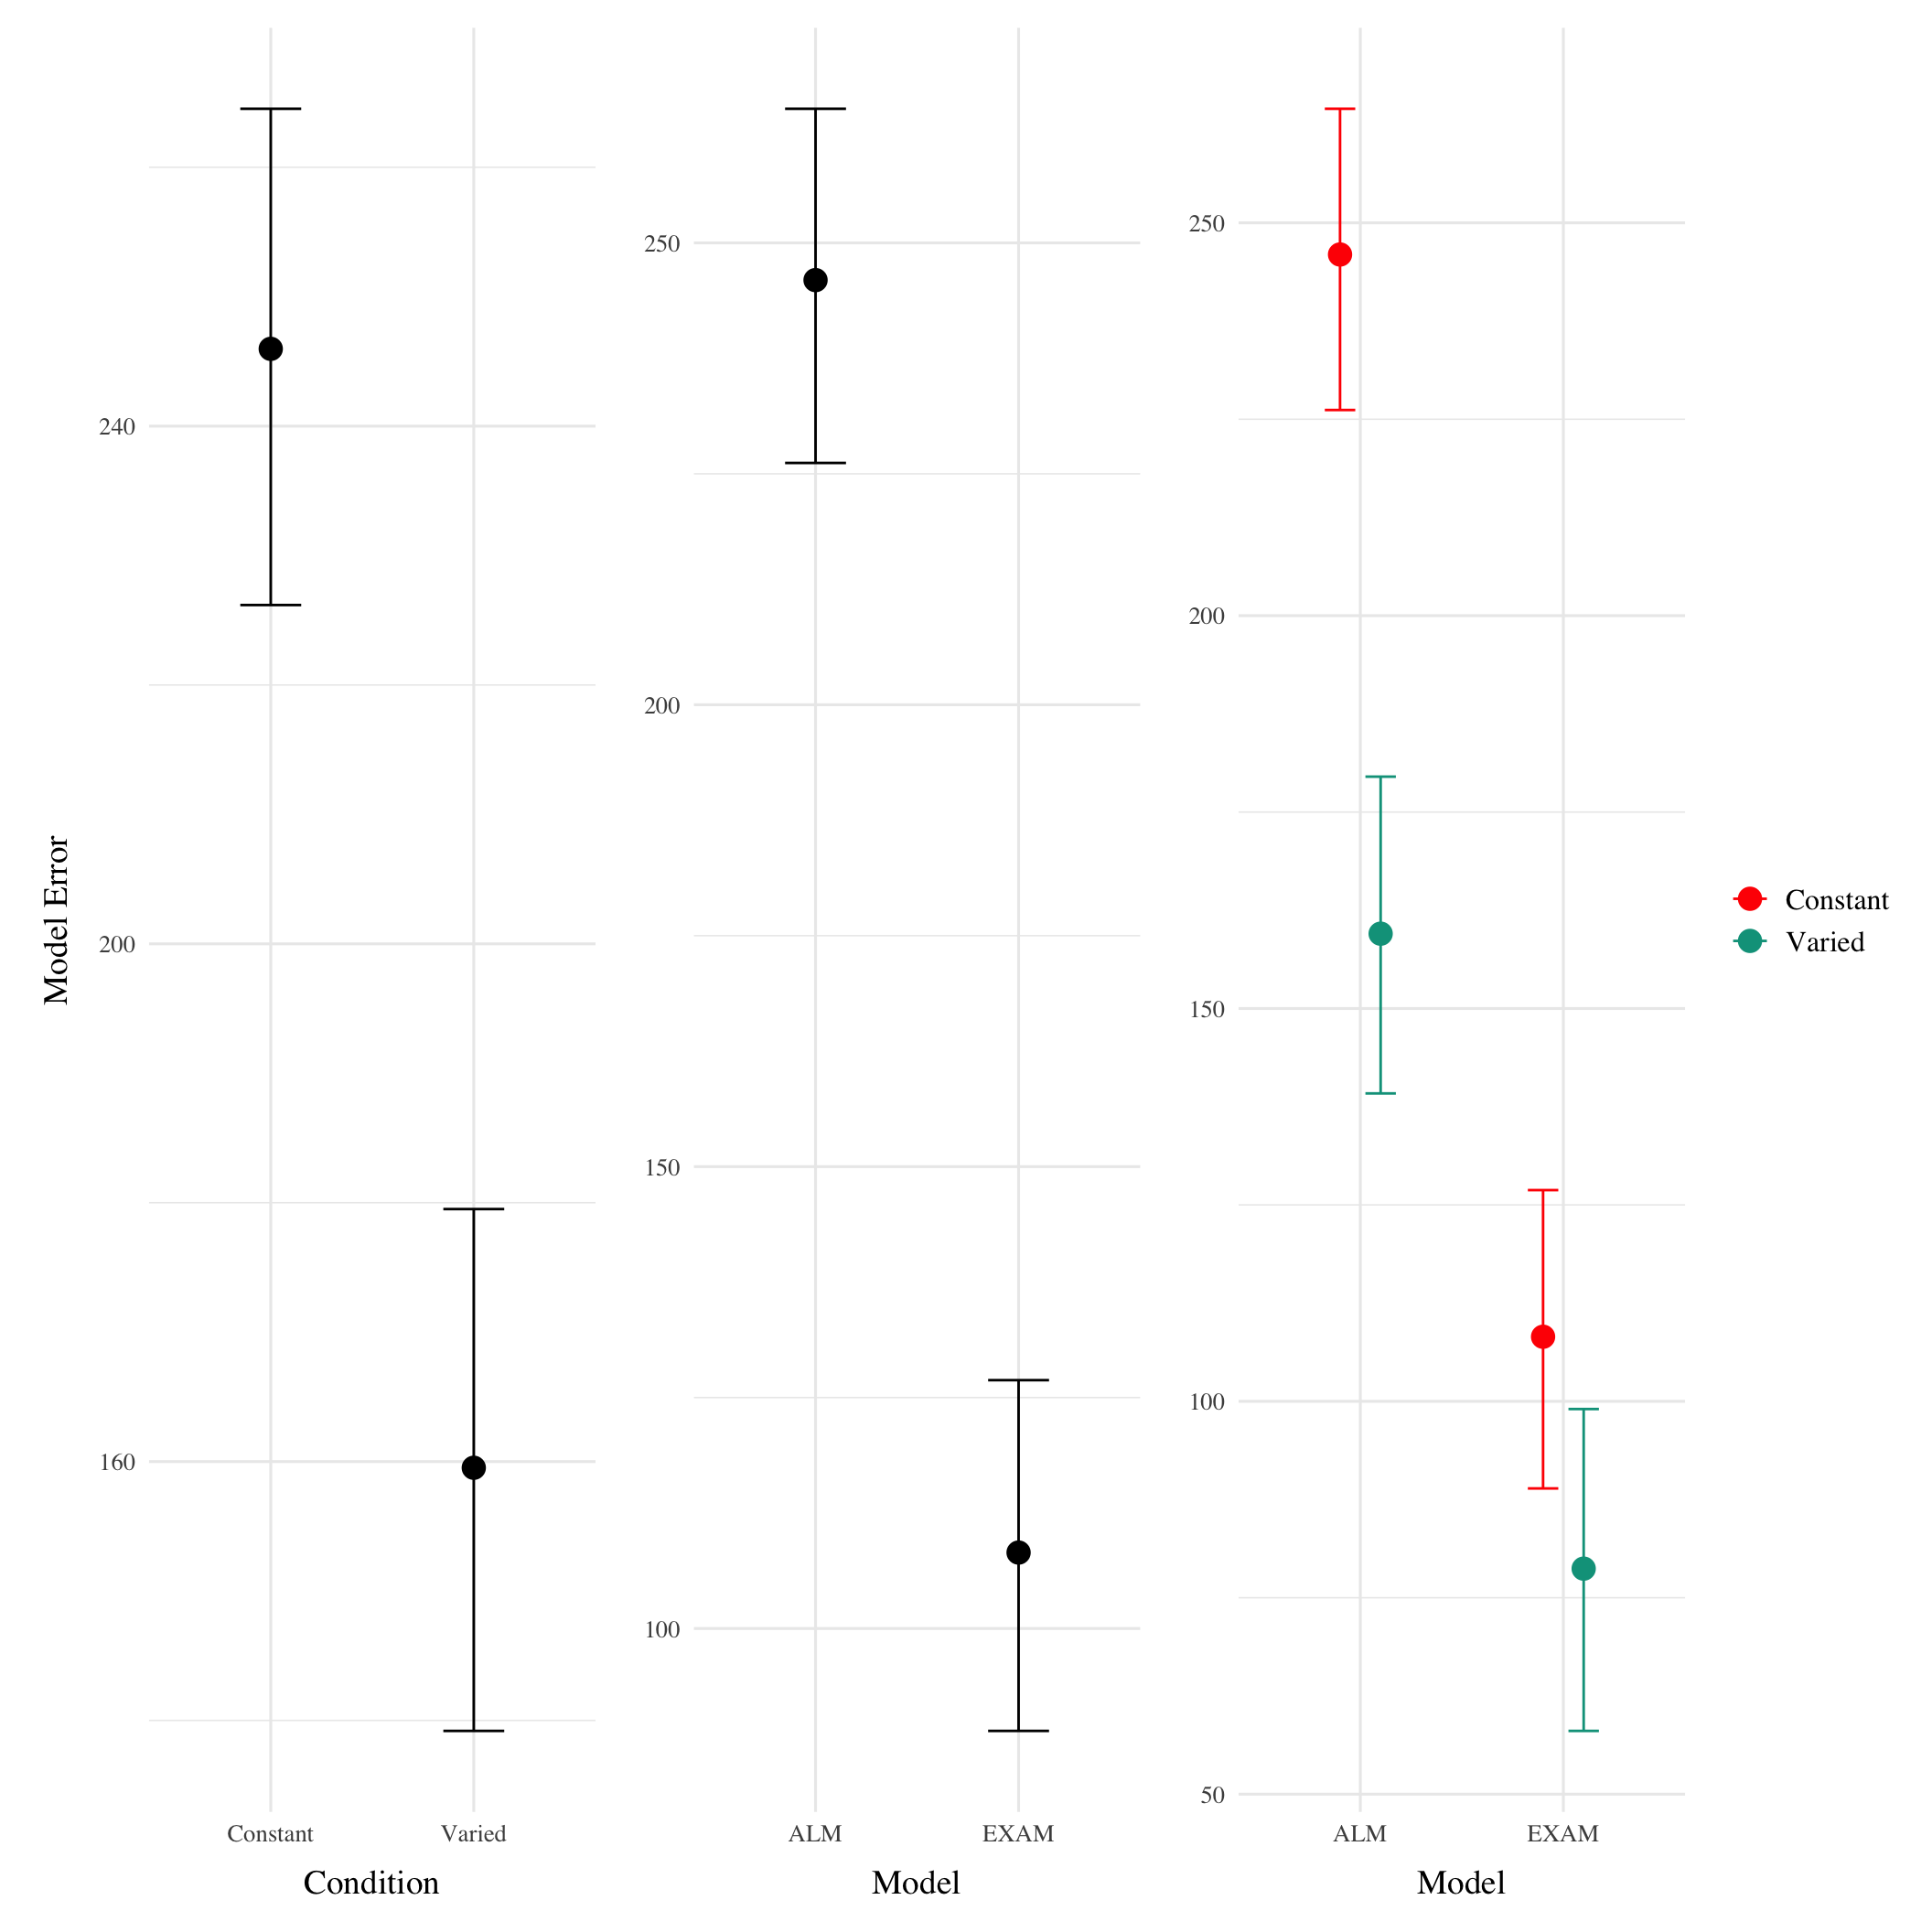 Model Error
240
200
160
Constant
Varied
Condition
250
200
150
100
ALM
EXAM
Model
250
200
150
100
50
ALM
EXAM
Model
Constant
Varied